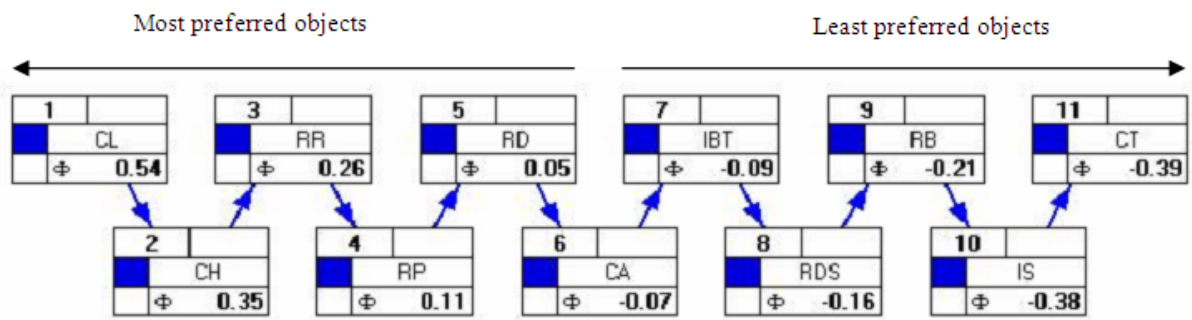 Most preferred objects
Least preferred objects
1
CL
Φ 0.54
2
CH
Φ 0.35
3
RR
Φ 0.26
4
RP
Φ 0.11
5
RD
Φ 0.05
6
CA
Φ -0.07
7
IBT
Φ -0.09
8
RDS
Φ -0.16
9
RB
Φ -0.21
10
IS
Φ -0.38
11
CT
Φ -0.39